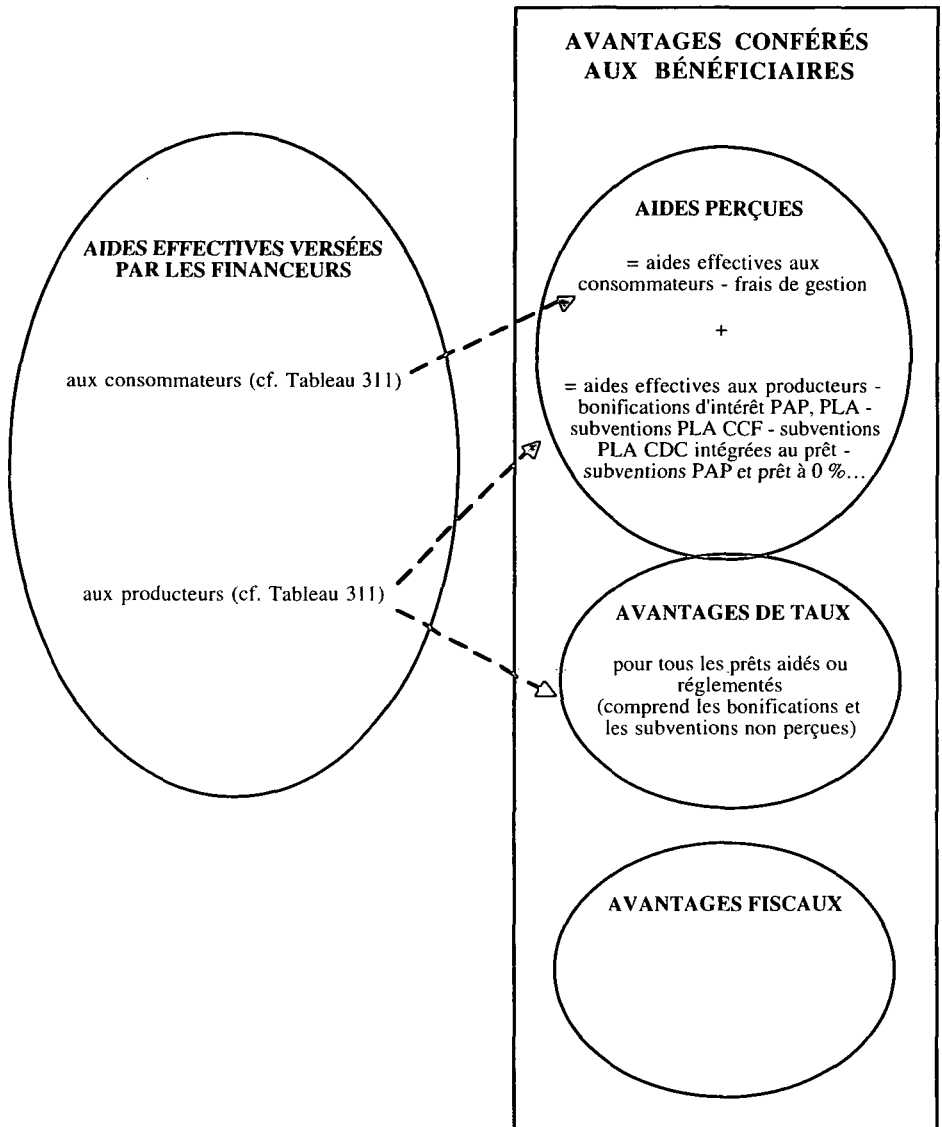 AVANTAGES CONFÉRÉS
AUX BÉNÉFICIAIRES
AIDES EFFECTIVES VERSÉES
PAR LES FINANCEURS
aux consommateurs (cf. Tableau 311)
aux producteurs (cf. Tableau 311)
AIDES PERÇUES
= aides effectives aux
consommateurs - frais de gestion
+
= aides effectives aux producteurs -
bonifications d'intérêt PAP, PLA -
subventions PLA CCF - subventions
PLA CDC intégrées au prêt -
subventions PAP et prêt à 0 %...
AVANTAGES DE TAUX
pour tous les prêts aidés ou
réglementés
(comprend les bonifications et
les subventions non perçues)
AVANTAGES FISCAUX